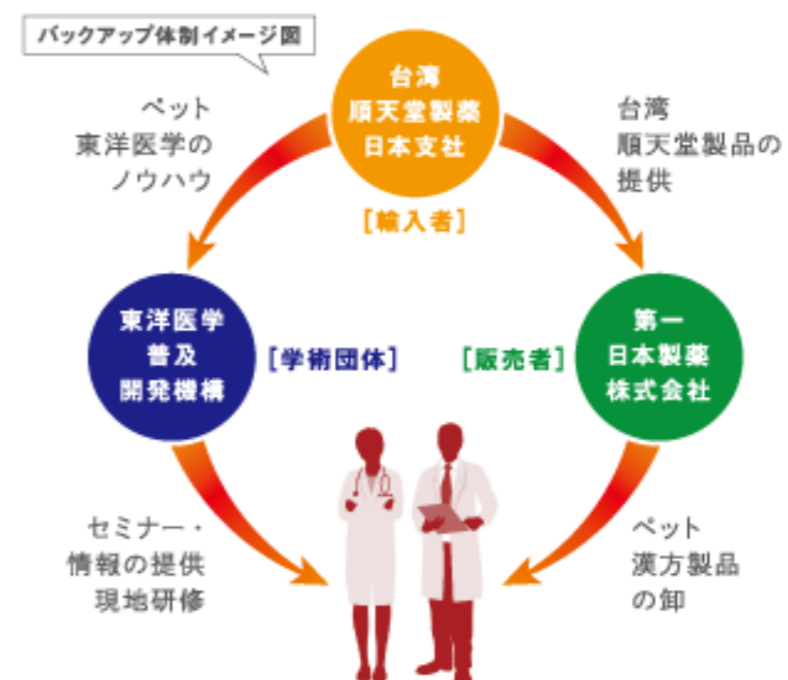 バックアップ体制イメージ図
台湾
順天堂製薬
日本支社
[輸入者]
ペット
東洋医学の
ノウハウ
台湾
順天堂製品の
提供
東洋医学
普及
開発機構
[学術団体]
[販売者]
第一
日本製薬
株式会社
セミナー・
情報の提供
現地研修
ペット
漢方製品
の卸